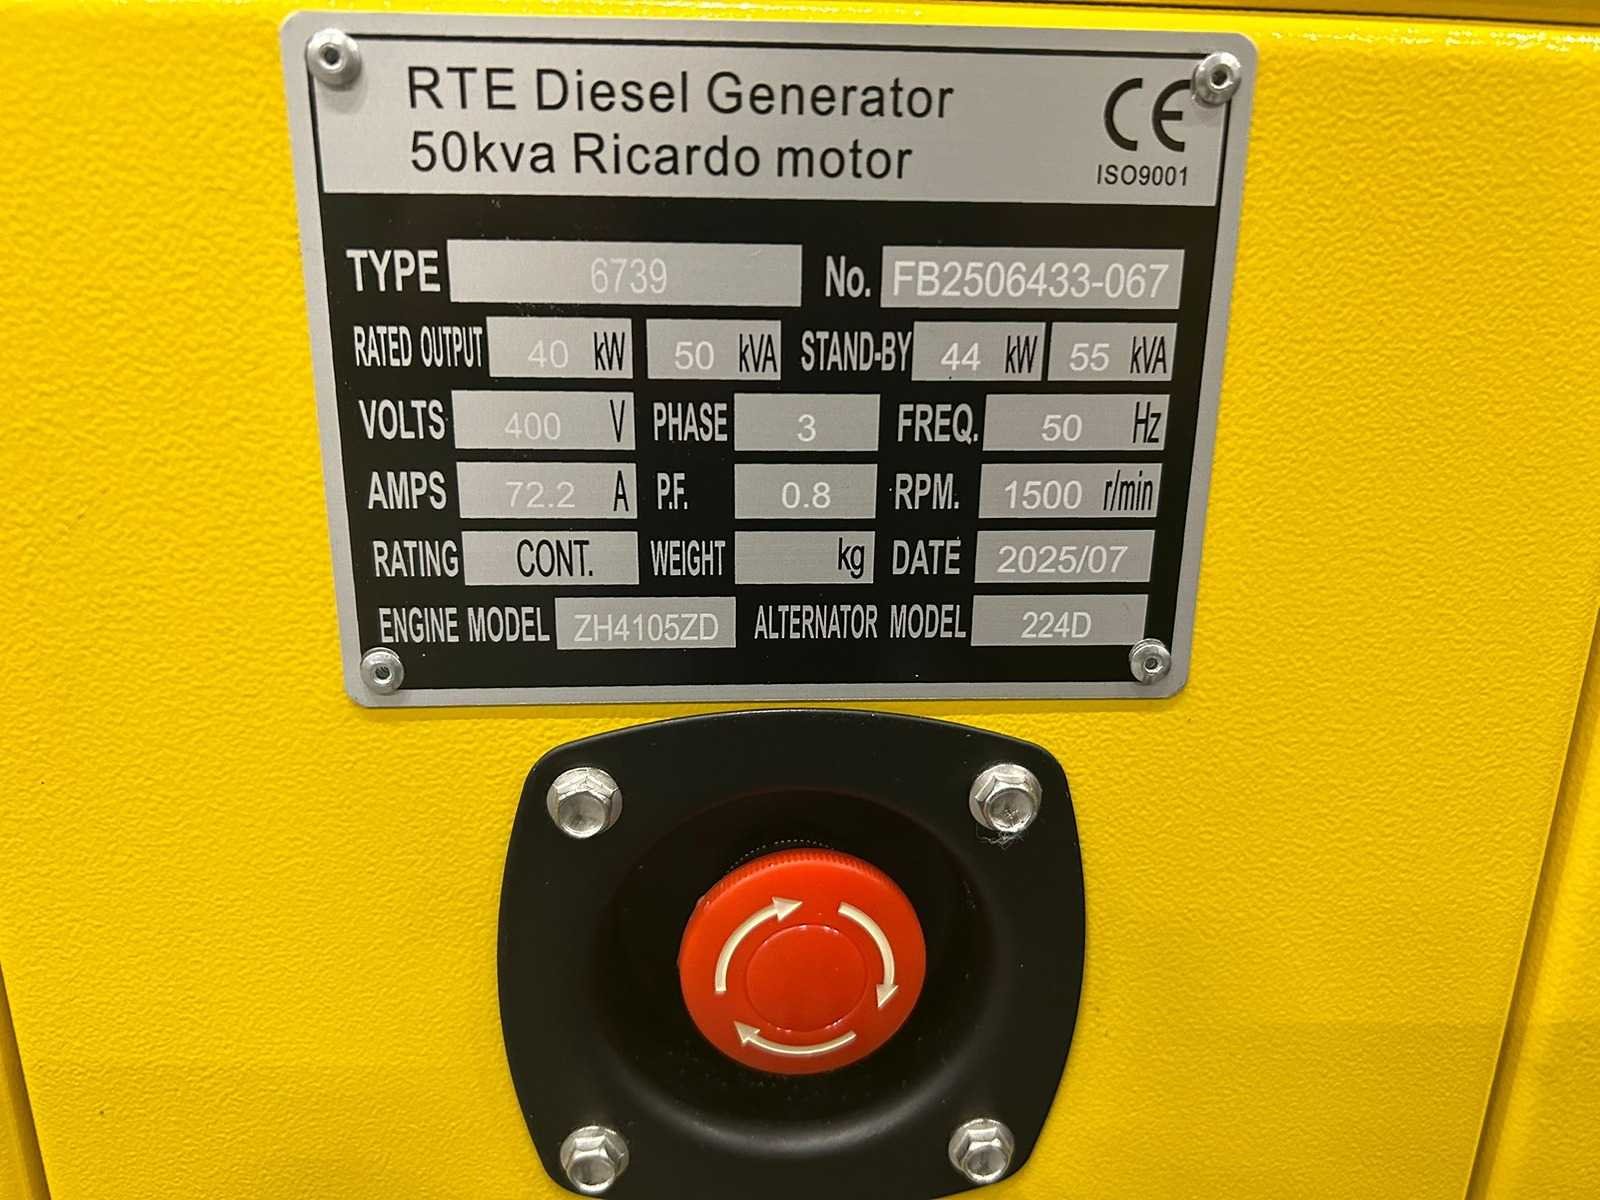 RTE Diesel Generator
50kva Ricardo motor
CE
ISO9001
TYPE 6739 No. FB2506433-067
RATED OUTPUT 40 kW 50 kVA STAND-BY 44 kW 55 kVA
VOLTS 400 V PHASE 3 FREQ. 50 Hz
AMPS 72.2 A P.F. 0.8 RPM. 1500 r/min
RATING CONT. WEIGHT kg DATE 2025/07
ENGINE MODEL ZH4105ZD ALTERNATOR MODEL 224D